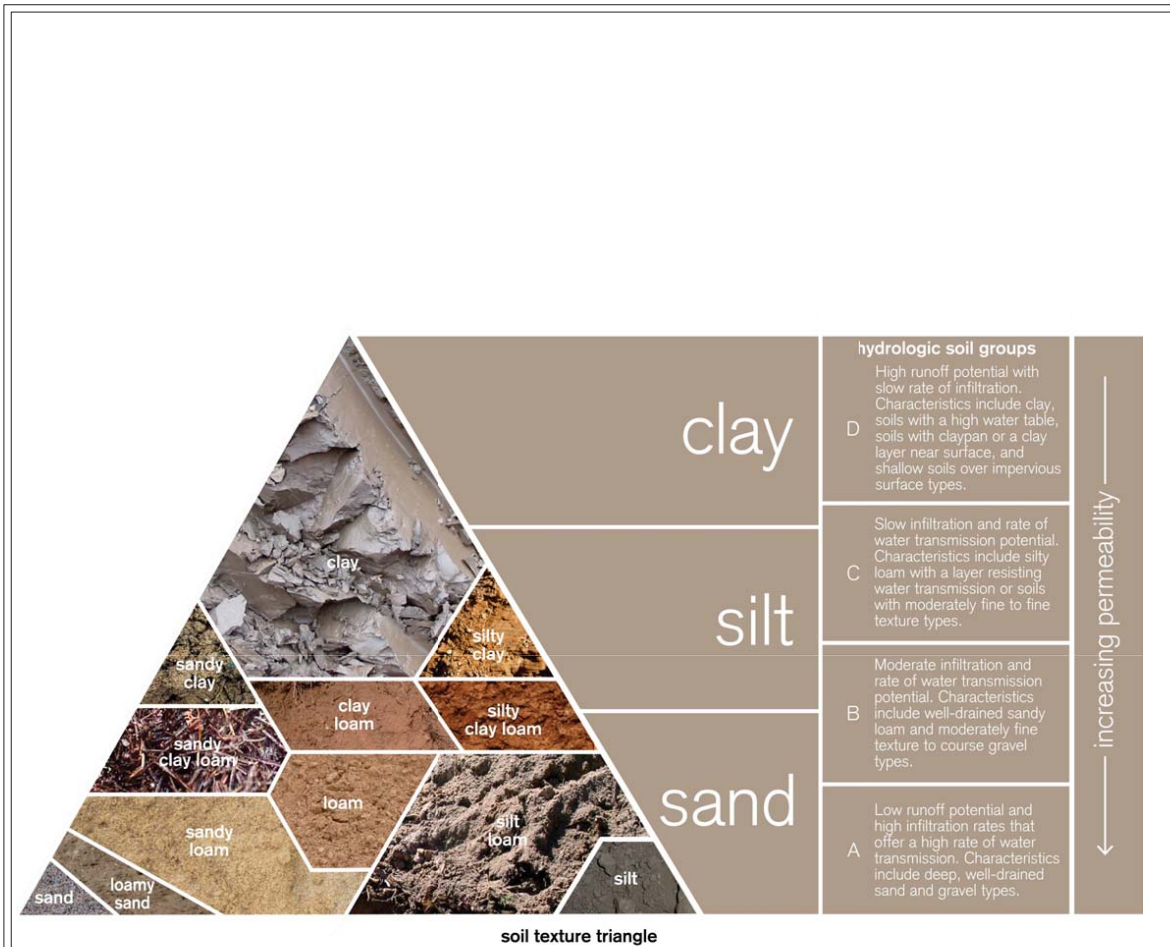 clay
sandy
clay
silty
clay
clay
loam
silty
clay loam
sandy
clay loam
loam
sandy
loam
silt
loam
sand
loamy
sand
silt
clay
silt
sand
hydrologic soil groups
D
High runoff potential with
slow rate of infiltration.
Characteristics include clay,
soils with a high water table,
soils with claypan or a clay
layer near surface, and
shallow soils over impervious
surface types.
C
Slow infiltration and rate of
water transmission potential.
Characteristics include silty
loam with a layer resisting
water transmission or soils
with moderately fine to fine
texture types.
B
Moderate infiltration and
rate of water transmission
potential. Characteristics
include well-drained sandy
loam and moderately fine
texture to course gravel
types.
A
Low runoff potential and
high infiltration rates that
offer a high rate of water
transmission. Characteristics
include deep, well-drained
sand and gravel types.
increasing permeability
soil texture triangle